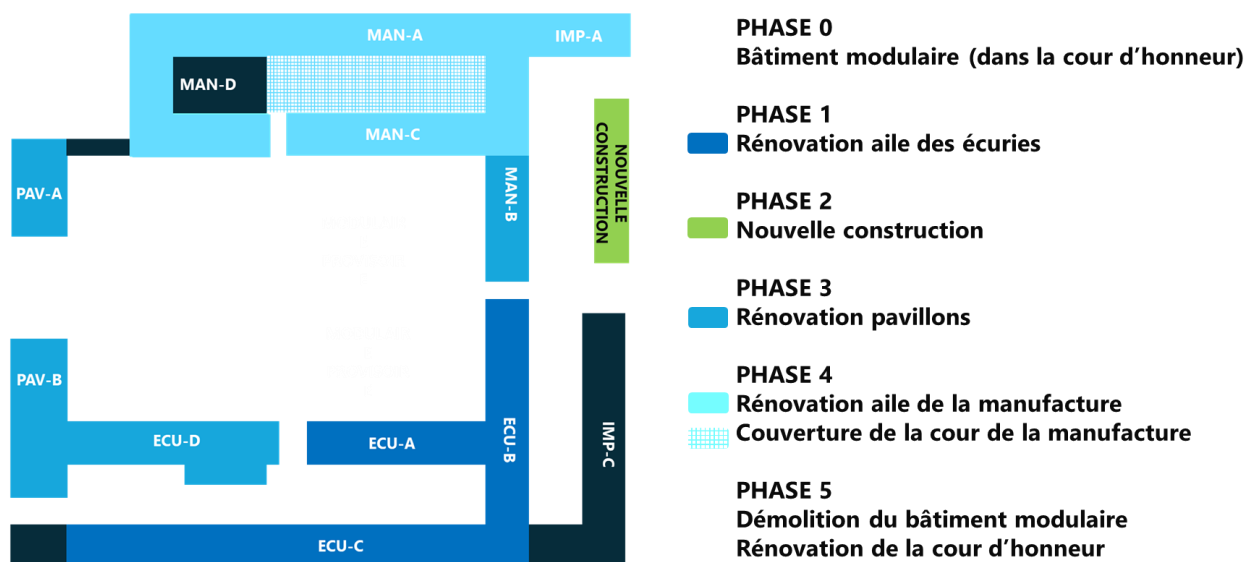 MAN-A
IMP-A
MAN-D
MAN-C
PAV-A
MAN-B
NOUVELLE
CONSTRUCTION
PAV-B
ECU-D
ECU-A
ECU-B
IMP-C
ECU-C
PHASE 0
Bâtiment modulaire (dans la cour d’honneur)
PHASE 1
Rénovation aile des écuries
PHASE 2
Nouvelle construction
PHASE 3
Rénovation pavillons
PHASE 4
Rénovation aile de la manufacture
Couverture de la cour de la manufacture
PHASE 5
Démolition du bâtiment modulaire
Rénovation de la cour d’honneur